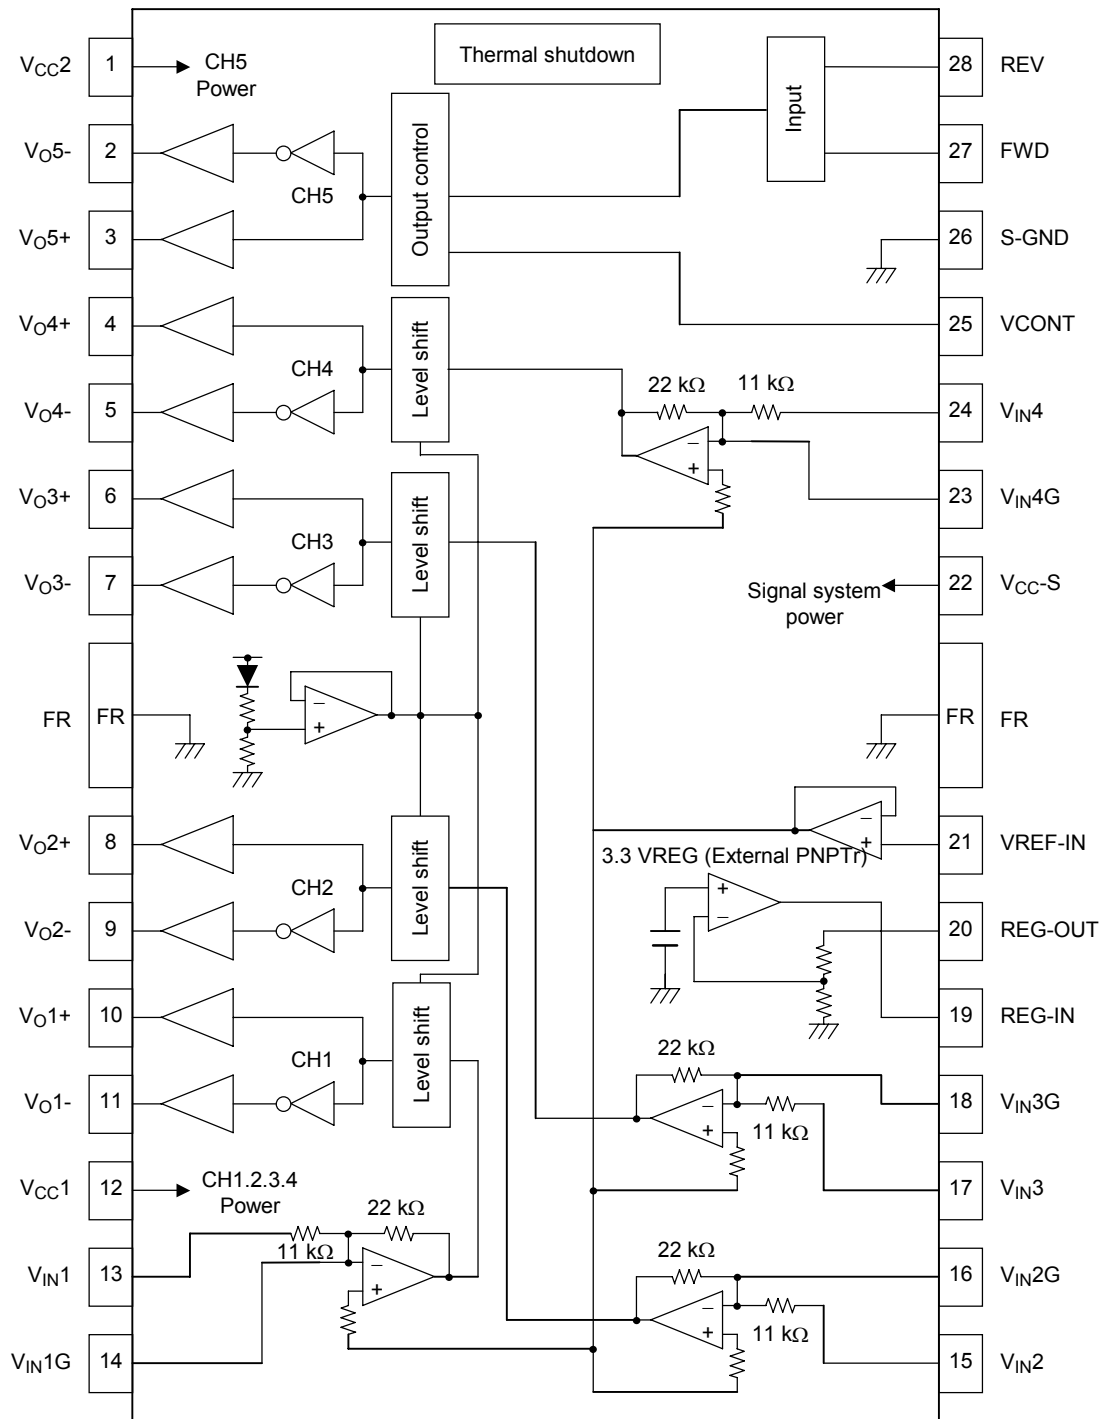 Thermal shutdown
VCC2 1 CH5
Power
28 REV
Input
VO5- 2
27 FWD
CH5
Output control
VO5+ 3
26 S-GND
VO4+ 4
25 VCONT
CH4
Level shift
22 kΩ 11 kΩ
VO4- 5
24 VIN4
−
+
VO3+ 6
23 VIN4G
CH3
Level shift
VO3- 7
Signal system
power
22 VCC-S
FR FR
−
+
FR FR
VO2+ 8
−
+
21 VREF-IN
3.3 VREG (External PNPTr)
CH2
Level shift
+
−
VO2- 9
20 REG-OUT
VO1+ 10
19 REG-IN
CH1
Level shift
22 kΩ
VO1- 11
−
+
11 kΩ
18 VIN3G
VCC1 12 CH1.2.3.4
Power
17 VIN3
22 kΩ
11 kΩ
VIN1 13
−
+
22 kΩ
16 VIN2G
−
+
11 kΩ
VIN1G 14
15 VIN2